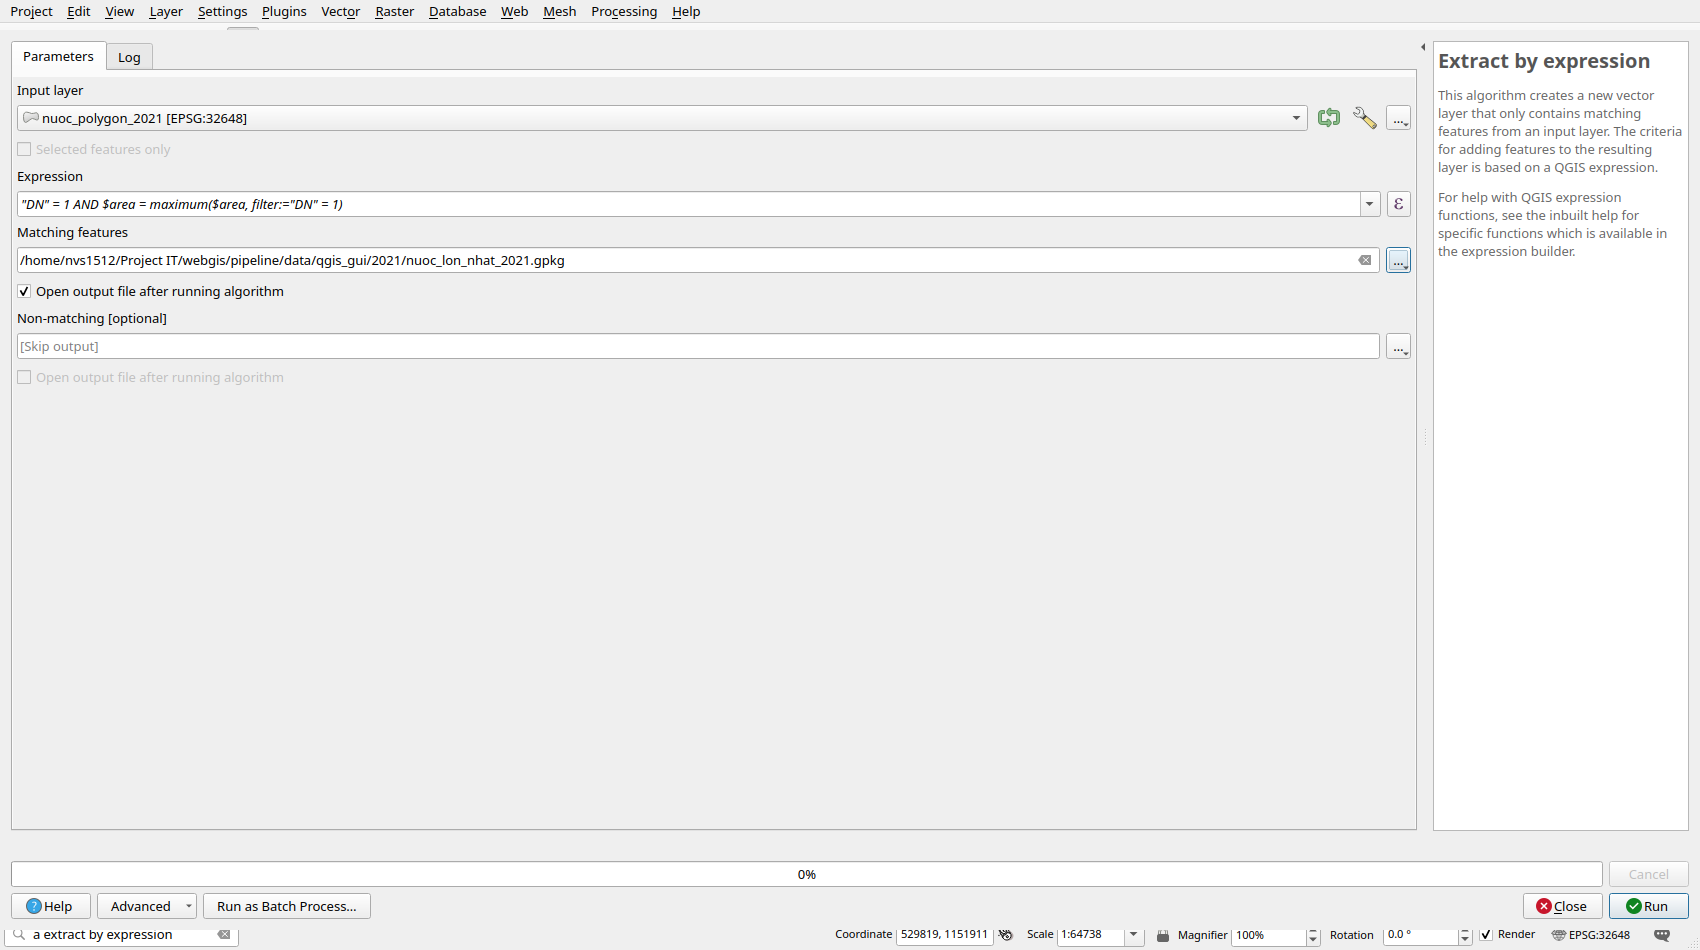 Project Edit View Layer Settings Plugins Vector Raster Database Web Mesh Processing Help
Parameters Log
Input layer
nuoc_polygon_2021 [EPSG:32648]
...
Selected features only
Expression
"DN" = 1 AND $area = maximum($area, filter:="DN" = 1)
ε
Matching features
/home/nvs1512/Project IT/webgis/pipeline/data/qgis_gui/2021/nuoc_lon_nhat_2021.gpkg
...
Open output file after running algorithm
Non-matching [optional]
[Skip output]
...
Open output file after running algorithm
Extract by expression
This algorithm creates a new vector
layer that only contains matching
features from an input layer. The criteria
for adding features to the resulting
layer is based on a QGIS expression.
For help with QGIS expression
functions, see the inbuilt help for
specific functions which is available in
the expression builder.
0%
Cancel
Help Advanced Run as Batch Process... Close Run
a extract by expression Coordinate 529819, 1151911 Scale 1:64738 Magnifier 100% Rotation 0.0 ° Render EPSG:32648